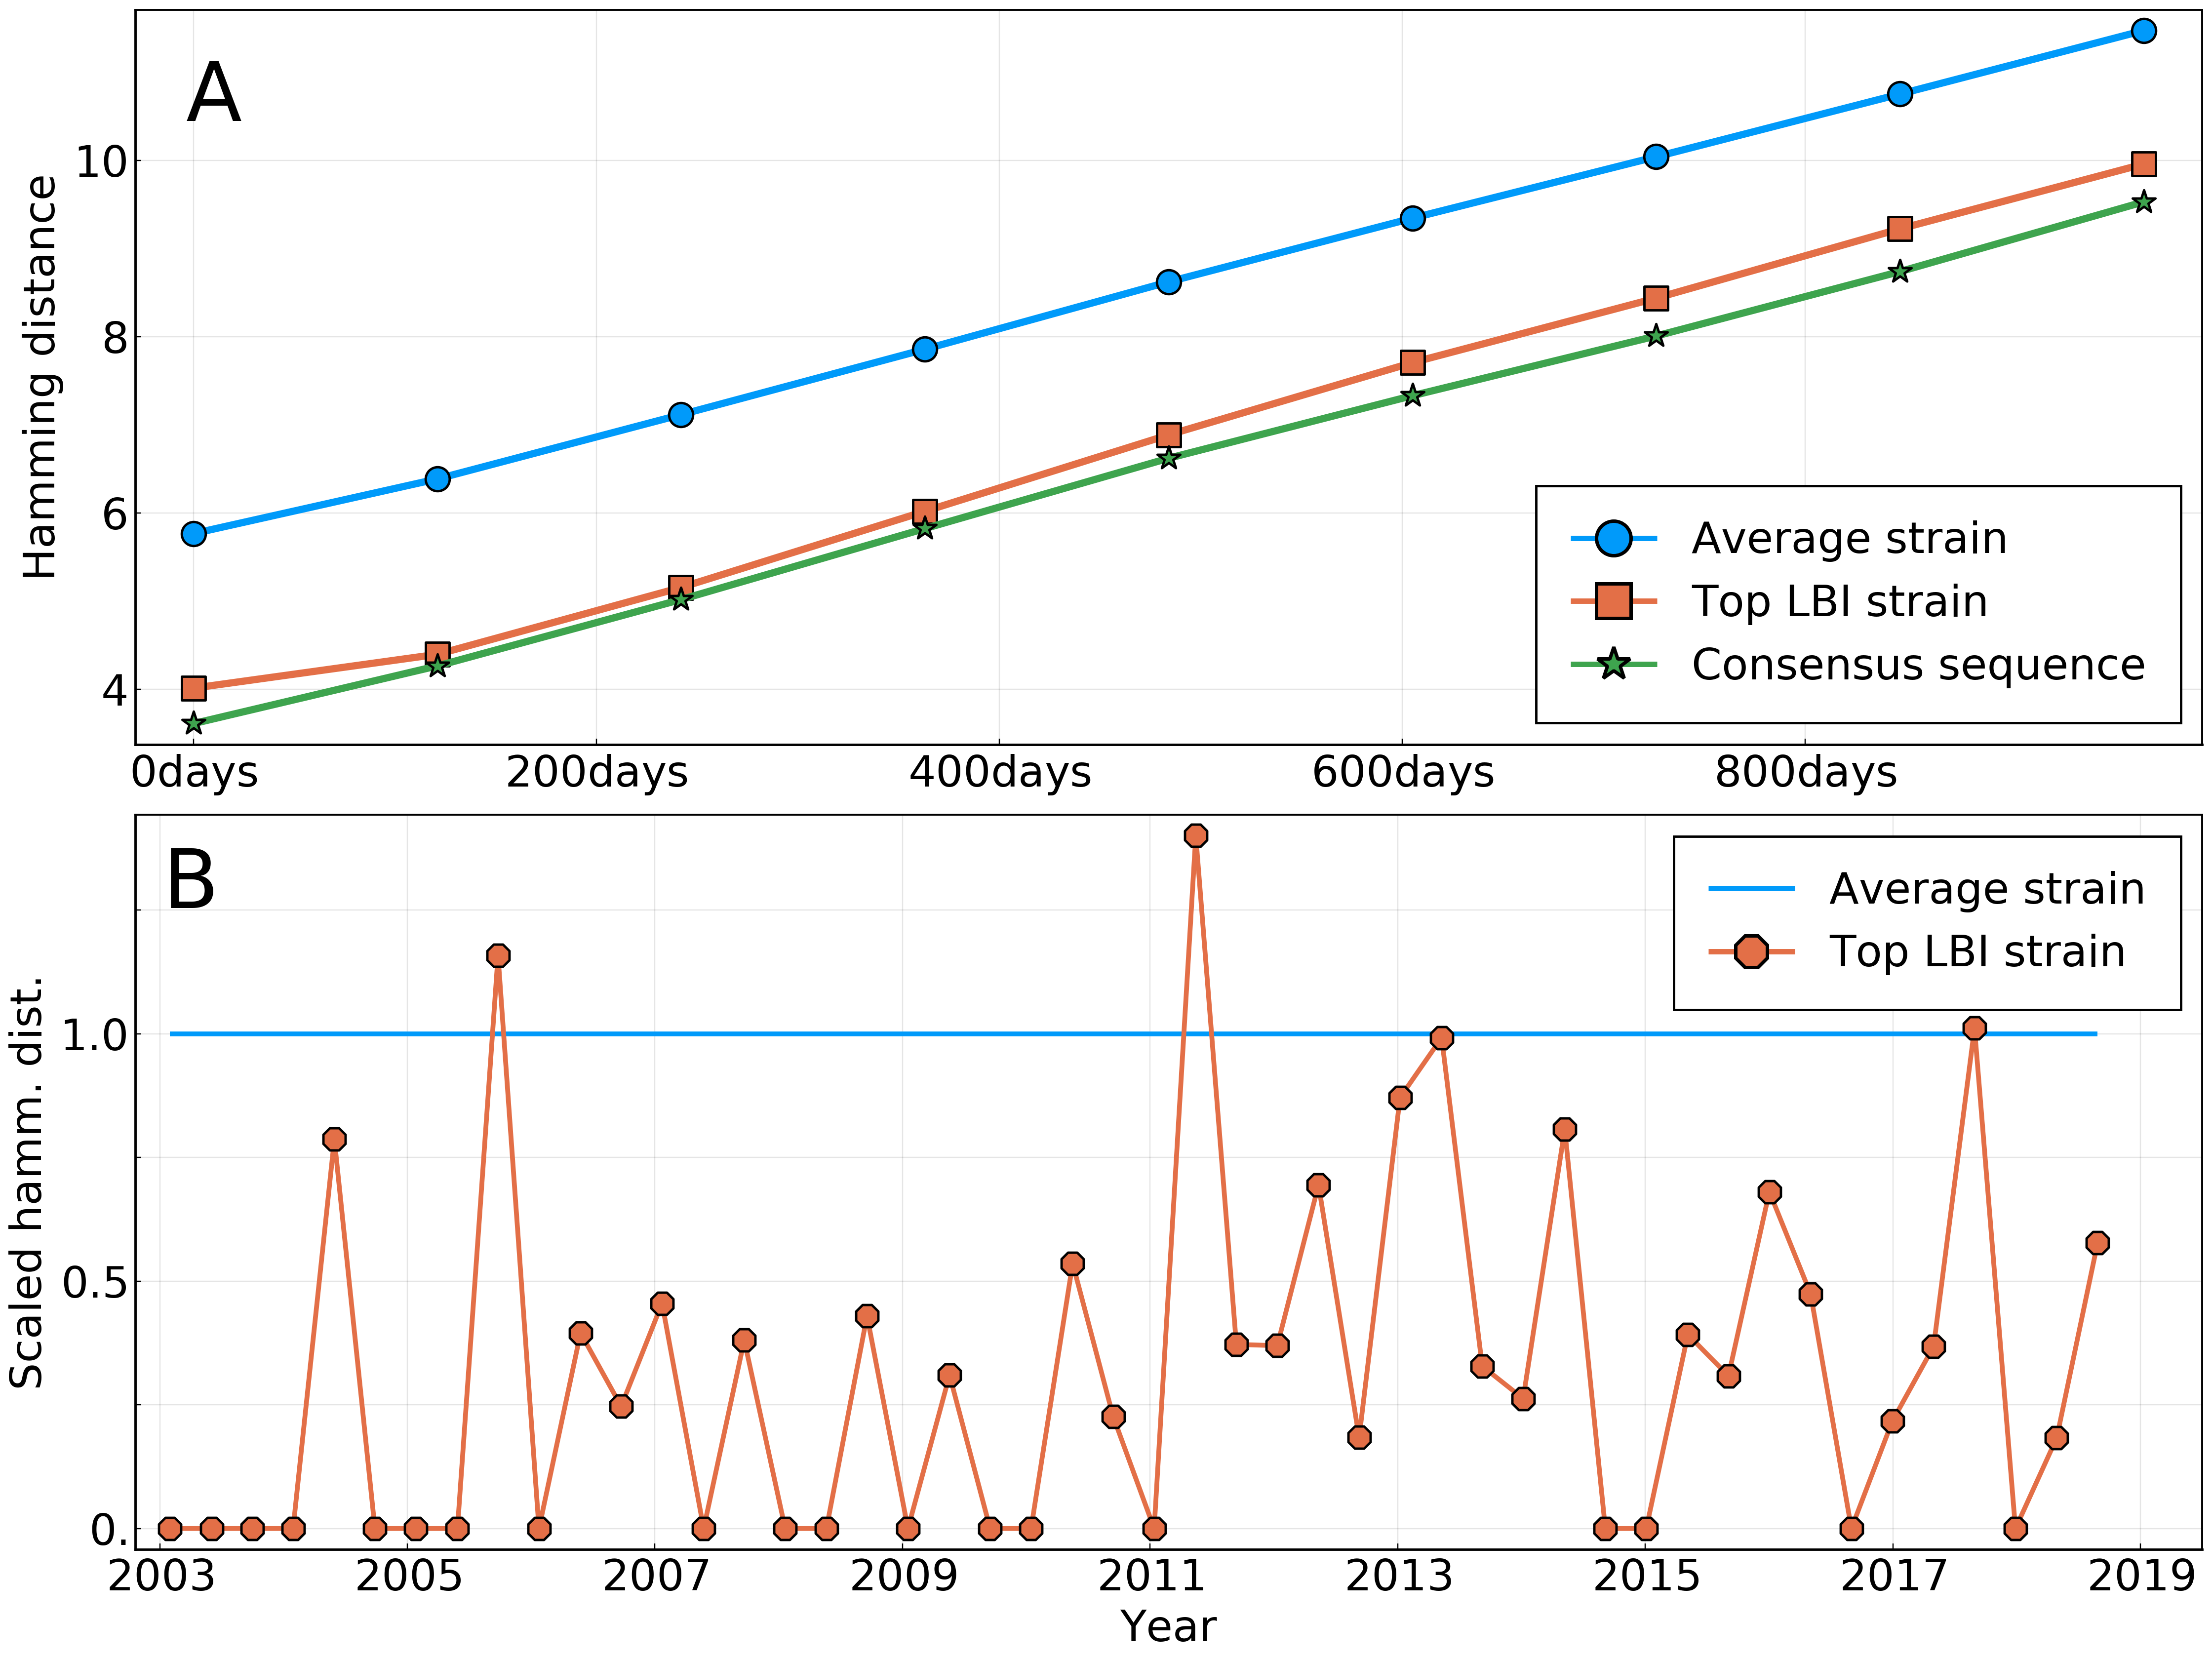 A
Hamming distance
10
8
6
4
0days 200days 400days 600days 800days
Average strain
Top LBI strain
Consensus sequence
B
Scaled hamm. dist.
1.0
0.5
0.
2003 2005 2007 2009 2011 2013 2015 2017 2019
Year
Average strain
Top LBI strain